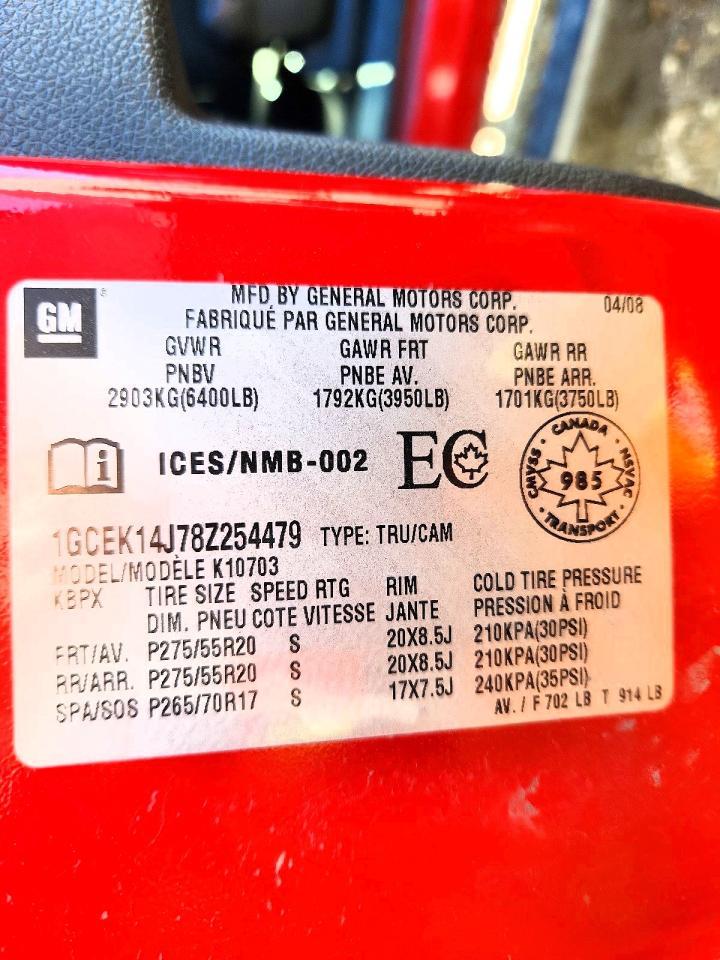 GM
MFD BY GENERAL MOTORS CORP. 04/08
FABRIQUÉ PAR GENERAL MOTORS CORP.
GVWR GAWR FRT GAWR RR
PNBV PNBE AV. PNBE ARR.
2903KG(6400LB) 1792KG(3950LB) 1701KG(3750LB)
i ICES/NMB-002 EC
CANADA
CMVSS 985 NSVAC
TRANSPORT
1GCEK14J78Z254479 TYPE: TRU/CAM
MODEL/MODÈLE K10703
KBPX TIRE SIZE SPEED RTG RIM COLD TIRE PRESSURE
DIM. PNEU COTE VITESSE JANTE PRESSION À FROID
FRT/AV. P275/55R20 S 20X8.5J 210KPA(30PSI)
RR/ARR. P275/55R20 S 20X8.5J 210KPA(30PSI)
SPA/SOS P265/70R17 S 17X7.5J 240KPA(35PSI)
AV. / F 702 LB T 914 LB